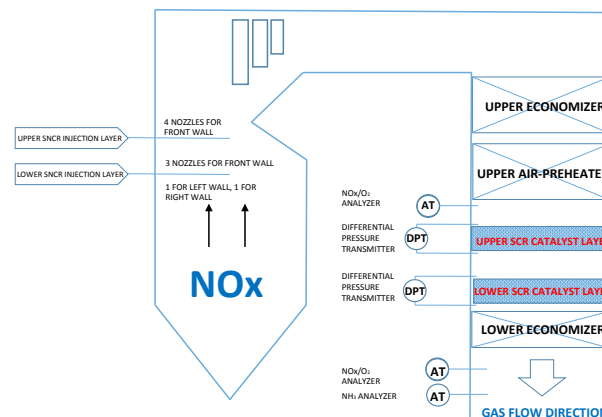 4 NOZZLES FOR
FRONT WALL
UPPER SNCR INJECTION LAYER
3 NOZZLES FOR FRONT WALL
LOWER SNCR INJECTION LAYER
1 FOR LEFT WALL, 1 FOR
RIGHT WALL
NOx
UPPER ECONOMIZER
UPPER AIR-PREHEATE
NOx/O₂
ANALYZER
AT
DIFFERENTIAL
PRESSURE
TRANSMITTER
DPT
UPPER SCR CATALYST LAYE
DIFFERENTIAL
PRESSURE
TRANSMITTER
DPT
LOWER SCR CATALYST LAYE
LOWER ECONOMIZER
NOx/O₂
ANALYZER
AT
NH₃ ANALYZER
AT
GAS FLOW DIRECTION